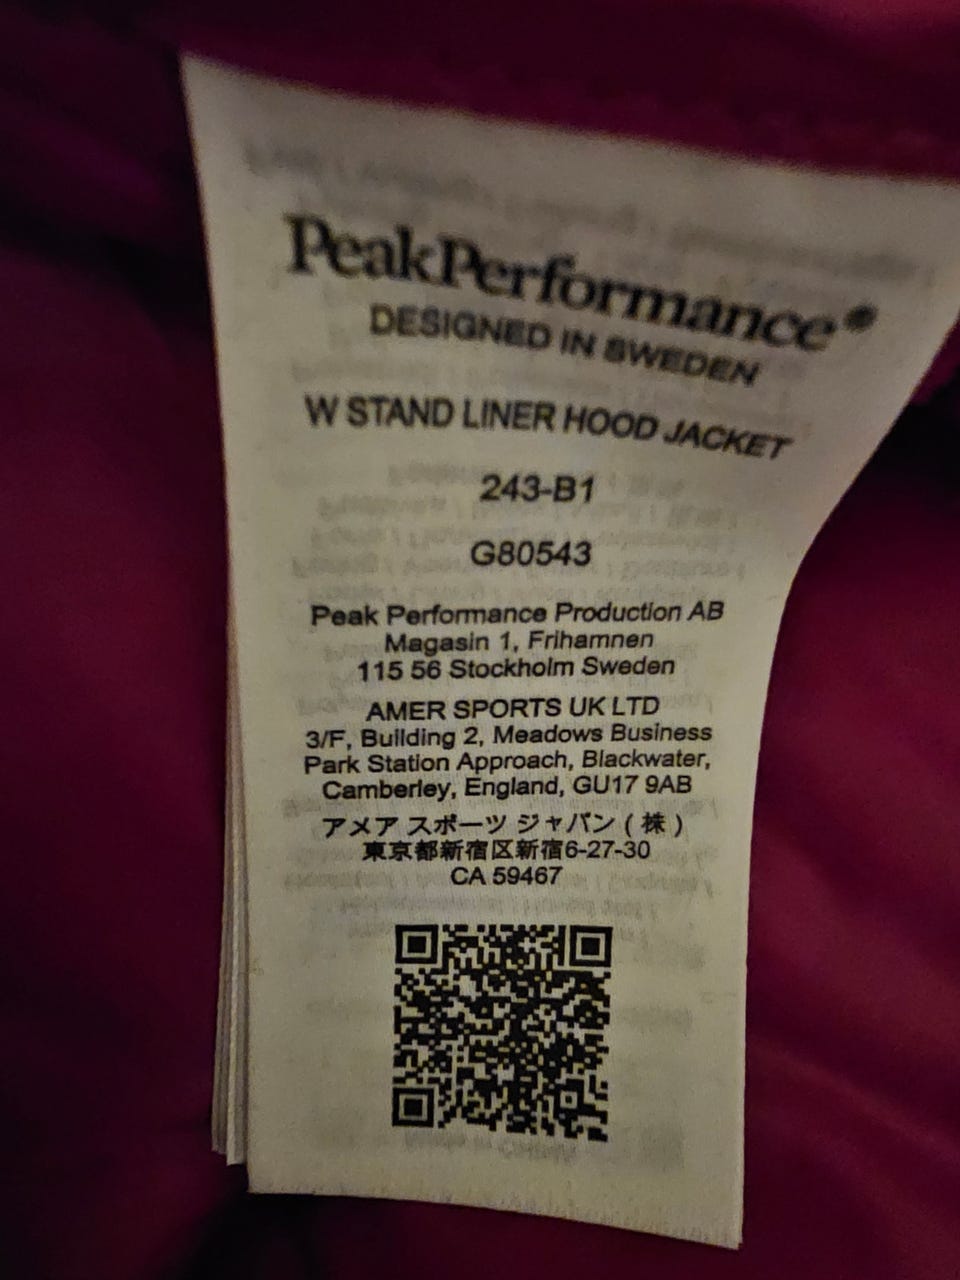 PeakPerformance®
DESIGNED IN SWEDEN
W STAND LINER HOOD JACKET
243-B1
G80543
Peak Performance Production AB
Magasin 1, Frihamnen
115 56 Stockholm Sweden
AMER SPORTS UK LTD
3/F, Building 2, Meadows Business
Park Station Approach, Blackwater,
Camberley, England, GU17 9AB
アメア スポーツ ジャパン ( 株 )
東京都新宿区新宿6-27-30
CA 59467